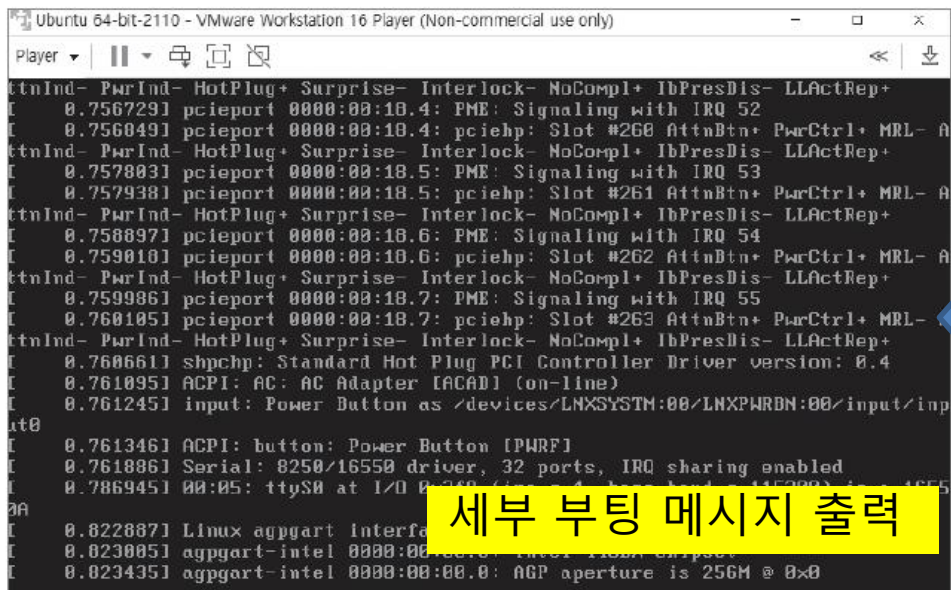 Ubuntu 64-bit-2110 - VMware Workstation 16 Player (Non-commercial use only)
Player
ttnInd- PwrInd- HotPlug+ Surprise- Interlock- NoCompl+ IbPresDis- LLActRep+
[    0.756729] pcieport 0000:00:18.4: PME: Signaling with IRQ 52
[    0.756849] pcieport 0000:00:18.4: pciehp: Slot #260 AttnBtn+ PwrCtrl+ MRL- A
ttnInd- PwrInd- HotPlug+ Surprise- Interlock- NoCompl+ IbPresDis- LLActRep+
[    0.757803] pcieport 0000:00:18.5: PME: Signaling with IRQ 53
[    0.757938] pcieport 0000:00:18.5: pciehp: Slot #261 AttnBtn+ PwrCtrl+ MRL- A
ttnInd- PwrInd- HotPlug+ Surprise- Interlock- NoCompl+ IbPresDis- LLActRep+
[    0.758897] pcieport 0000:00:18.6: PME: Signaling with IRQ 54
[    0.759018] pcieport 0000:00:18.6: pciehp: Slot #262 AttnBtn+ PwrCtrl+ MRL- A
ttnInd- PwrInd- HotPlug+ Surprise- Interlock- NoCompl+ IbPresDis- LLActRep+
[    0.759986] pcieport 0000:00:18.7: PME: Signaling with IRQ 55
[    0.760105] pcieport 0000:00:18.7: pciehp: Slot #263 AttnBtn+ PwrCtrl+ MRL-
ttnInd- PwrInd- HotPlug+ Surprise- Interlock- NoCompl+ IbPresDis- LLActRep+
[    0.760661] shpchp: Standard Hot Plug PCI Controller Driver version: 0.4
[    0.761095] ACPI: AC: AC Adapter [ACAD] (on-line)
[    0.761245] input: Power Button as /devices/LNXSYSTM:00/LNXPWRBN:00/input/inp
ut0
[    0.761346] ACPI: button: Power Button [PWRF]
[    0.761886] Serial: 8250/16550 driver, 32 ports, IRQ sharing enabled
[    0.786945] 00:05: ttyS0 at I/O
0A
[    0.822887] Linux agpgart interfa
[    0.823005] agpgart-intel 0000:00
[    0.823435] agpgart-intel 0000:00:00.0: AGP aperture is 256M @ 0x0
세부 부팅 메시지 출력